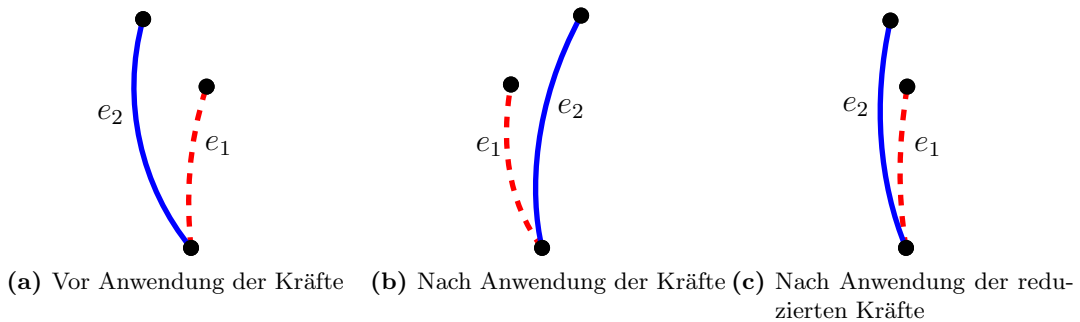 e₂
e₁
e₁
e₂
e₂
e₁
(a) Vor Anwendung der Kräfte
(b) Nach Anwendung der Kräfte
(c) Nach Anwendung der redu-
zierten Kräfte